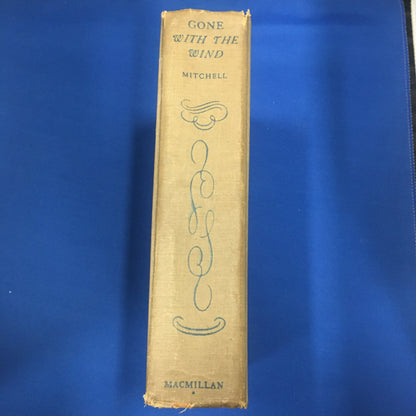 GONE
WITH THE
WIND
MITCHELL
MACMILLAN